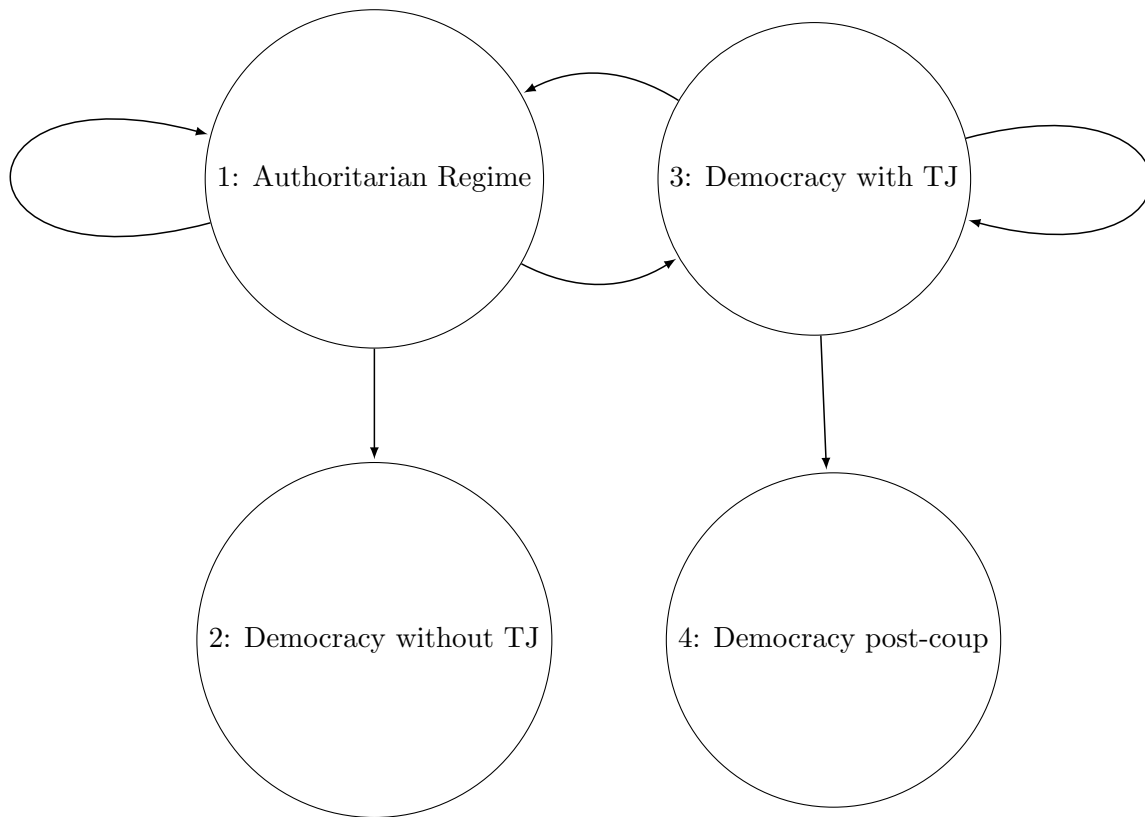 1: Authoritarian Regime
3: Democracy with TJ
2: Democracy without TJ
4: Democracy post-coup